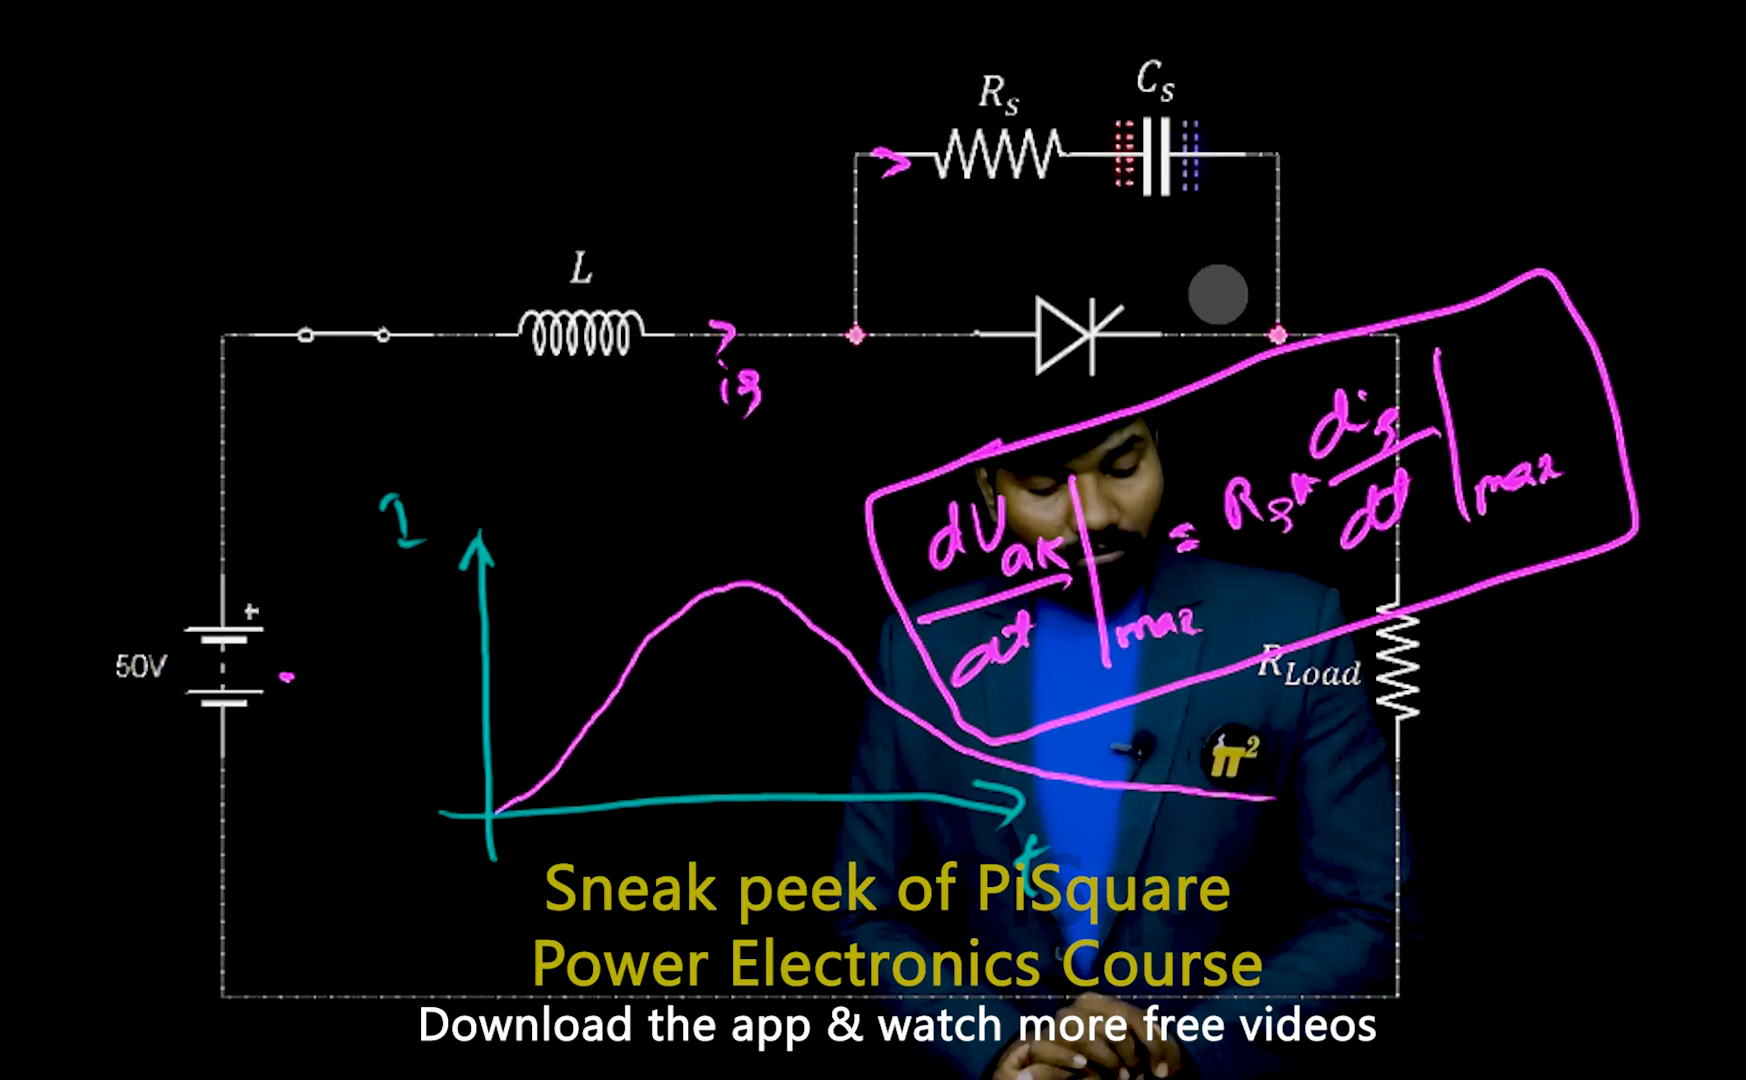 Rs
Cs
L
is
I
dVak/dt|max = Rs* dis/dt|max
+
50V
RLoad
π²
t
Sneak peek of PiSquare
Power Electronics Course
Download the app & watch more free videos